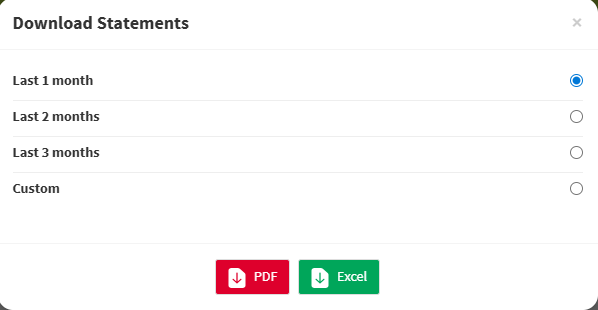 Download Statements
×
Last 1 month
Last 2 months
Last 3 months
Custom
PDF
Excel